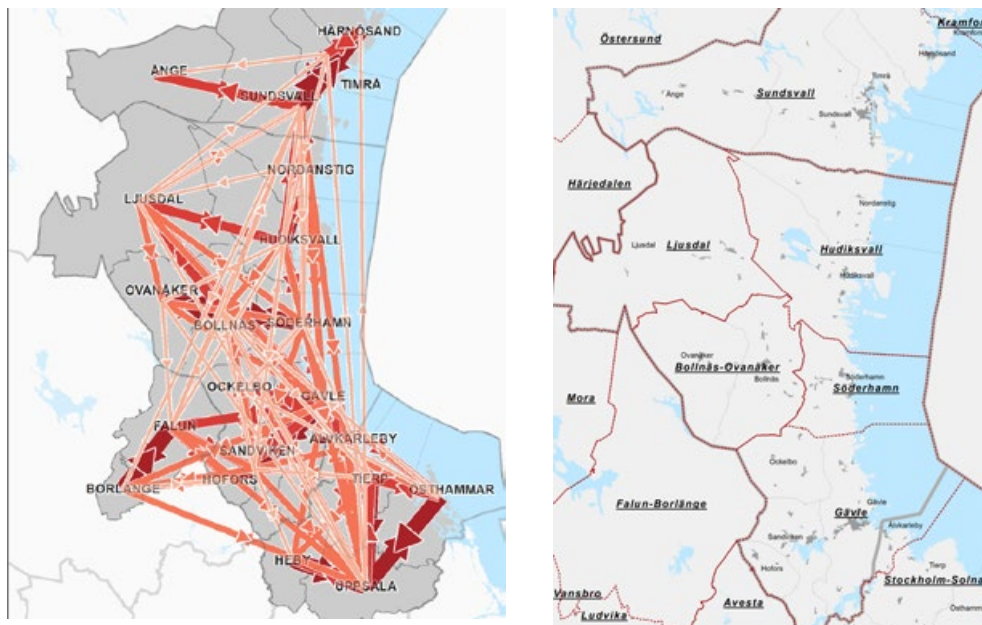 HÄRNÖSAND
ÅNGE
TIMRÅ
SUNDSVALL
NORDANSTIG
LJUSDAL
HUDIKSVALL
OVANÅKER
BOLLNÄS
SÖDERHAMN
OCKELBO
GÄVLE
FALUN
ÄLVKARLEBY
SANDVIKEN
HOFORS
TIERP
BORLÄNGE
ÖSTHAMMAR
HEBY
UPPSALA
Kramfor
Kramfors
Östersund
Härnösand
Timrå
Ånge
Sundsvall
Sundsvall
Härjedalen
Nordanstig
Ljusdal
Ljusdal
Hudiksvall
Hudiksvall
Ovanåker
Bollnäs-Ovanåker
Bollnäs
Söderhamn
Söderhamn
Mora
Ockelbo
Falun-Borlänge
Gävle
Gävle
Älvkarleby
Sandviken
Hofors
Tierp
Stockholm-Solna
Vansbro
Avesta
Ludvika
Östhamm